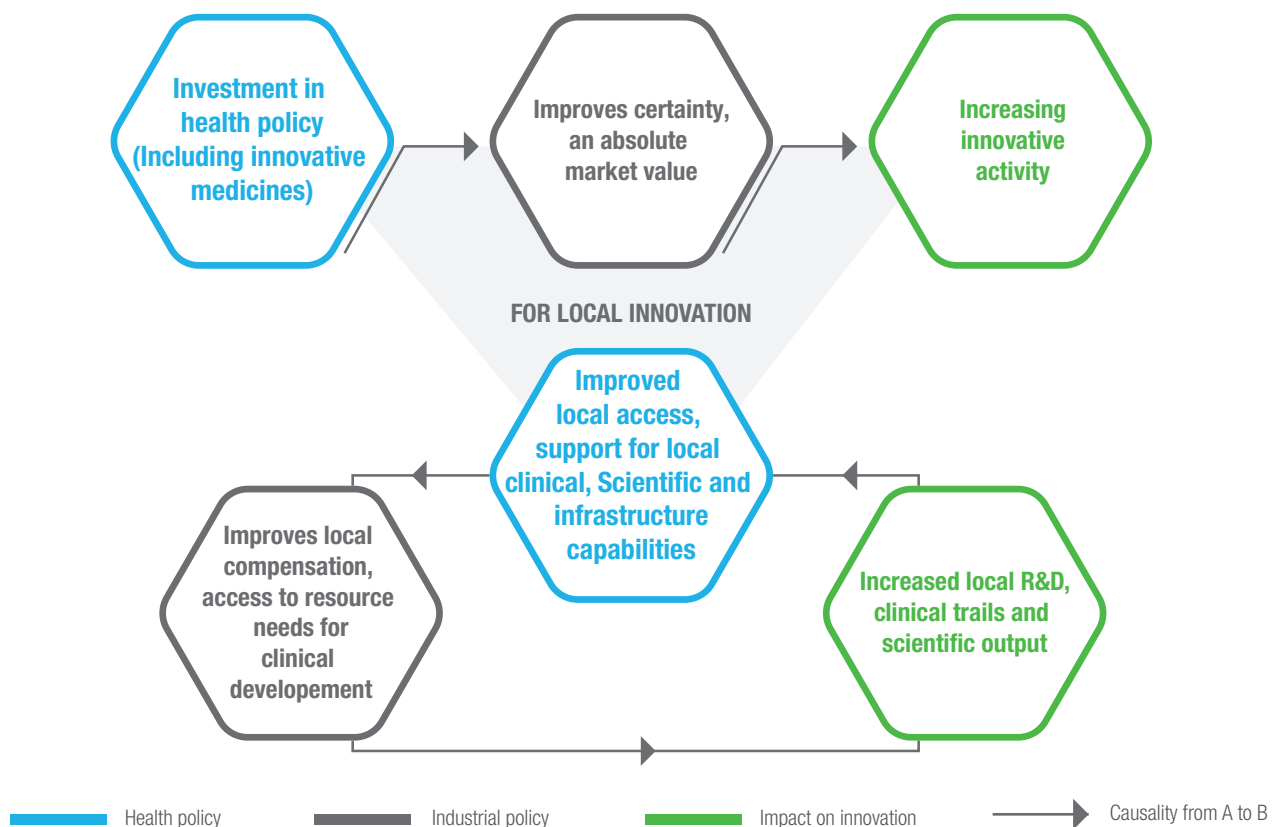 Investment in
health policy
(Including innovative
medicines)
Improves certainty,
an absolute
market value
Increasing
innovative
activity
FOR LOCAL INNOVATION
Improved
local access,
support for local
clinical, Scientific and
infrastructure
capabilities
Improves local
compensation,
access to resource
needs for
clinical
developement
Increased local R&D,
clinical trails and
scientific output
Health policy
Industrial policy
Impact on innovation
Causality from A to B